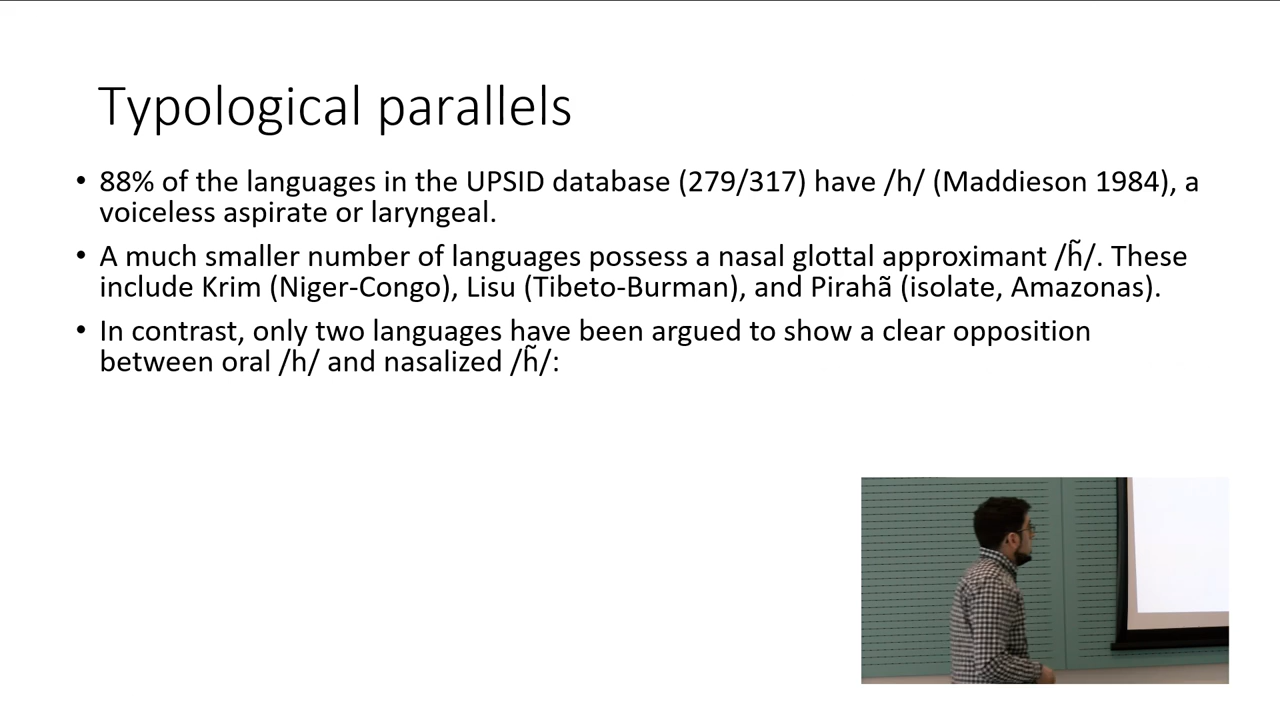 Typological parallels
• 88% of the languages in the UPSID database (279/317) have /h/ (Maddieson 1984), a
voiceless aspirate or laryngeal.
• A much smaller number of languages possess a nasal glottal approximant /h̃/. These
include Krim (Niger-Congo), Lisu (Tibeto-Burman), and Pirahã (isolate, Amazonas).
• In contrast, only two languages have been argued to show a clear opposition
between oral /h/ and nasalized /h̃/: